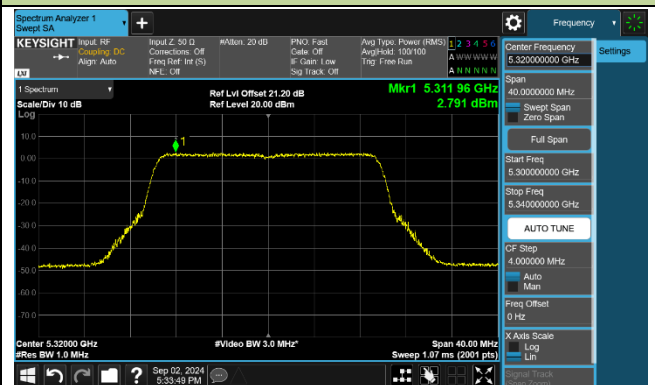 Spectrum Analyzer 1
Swept SA
+
Frequency
KEYSIGHT
Input: RF
Coupling: DC
Align: Auto
Input Z: 50 Ω
Corrections: Off
Freq Ref: Int (S)
NFE: Off
#Atten: 20 dB
PNO: Fast
Gate: Off
IF Gain: Low
Sig Track: Off
Avg Type: Power (RMS)
Avg|Hold: 100/100
Trig: Free Run
1 2 3 4 5 6
A W W W W W
A N N N N N
LXI
1 Spectrum
Scale/Div 10 dB
Log
Ref Lvl Offset 21.20 dB
Ref Level 20.00 dBm
Mkr1 5.311 96 GHz
2.791 dBm
1
10.0
0.00
-10.0
-20.0
-30.0
-40.0
-50.0
-60.0
-70.0
Center 5.32000 GHz
#Res BW 1.0 MHz
#Video BW 3.0 MHz*
Span 40.00 MHz
Sweep 1.07 ms (2001 pts)
Center Frequency
5.320000000 GHz
Settings
Span
40.0000000 MHz
Swept Span
Zero Span
Full Span
Start Freq
5.300000000 GHz
Stop Freq
5.340000000 GHz
AUTO TUNE
CF Step
4.000000 MHz
Auto
Man
Freq Offset
0 Hz
X Axis Scale
Log
Lin
Signal Track
(Span Zoom)
?
Sep 02, 2024
5:33:49 PM